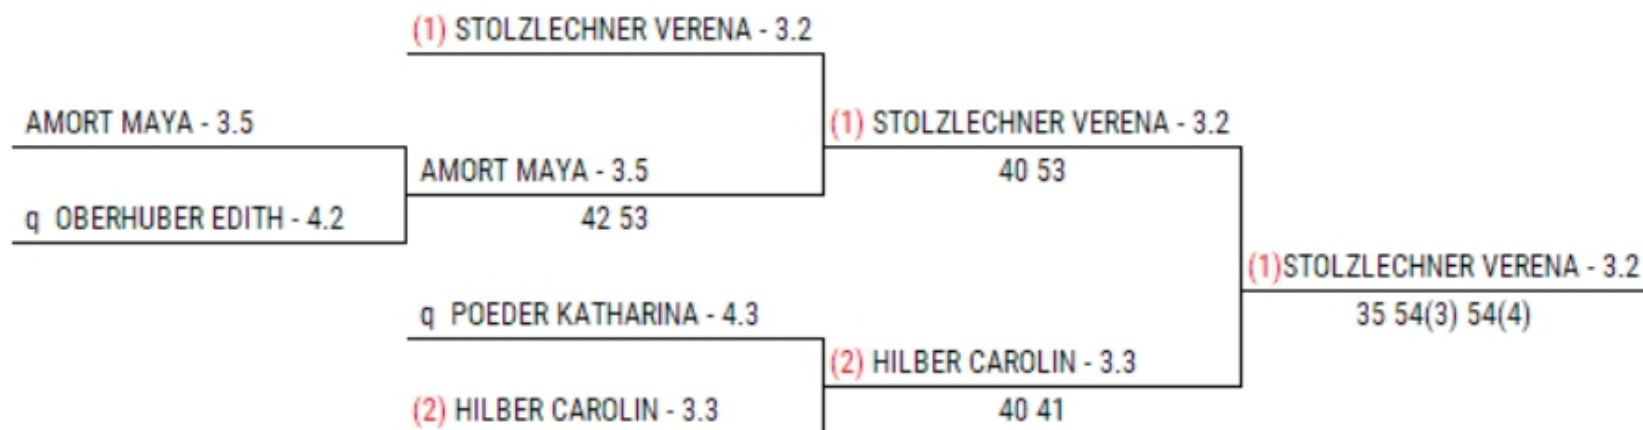 (1) STOLZLECHNER VERENA - 3.2
AMORT MAYA - 3.5
(1) STOLZLECHNER VERENA - 3.2
AMORT MAYA - 3.5
40 53
q OBERHUBER EDITH - 4.2
42 53
(1)STOLZLECHNER VERENA - 3.2
q POEDER KATHARINA - 4.3
35 54(3) 54(4)
(2) HILBER CAROLIN - 3.3
(2) HILBER CAROLIN - 3.3
40 41